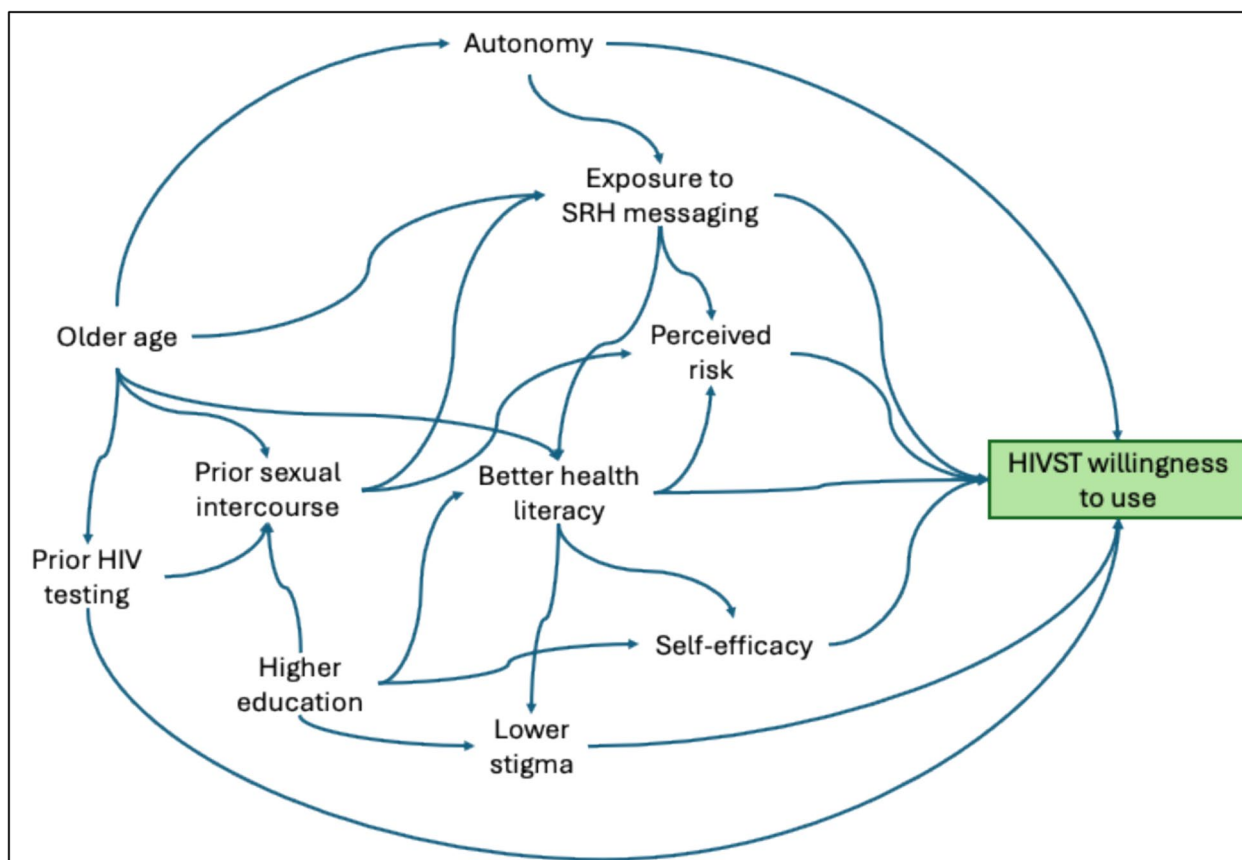 Autonomy
Exposure to
SRH messaging
Older age
Perceived
risk
Prior sexual
intercourse
Better health
literacy
HIVST willingness
to use
Prior HIV
testing
Self-efficacy
Higher
education
Lower
stigma